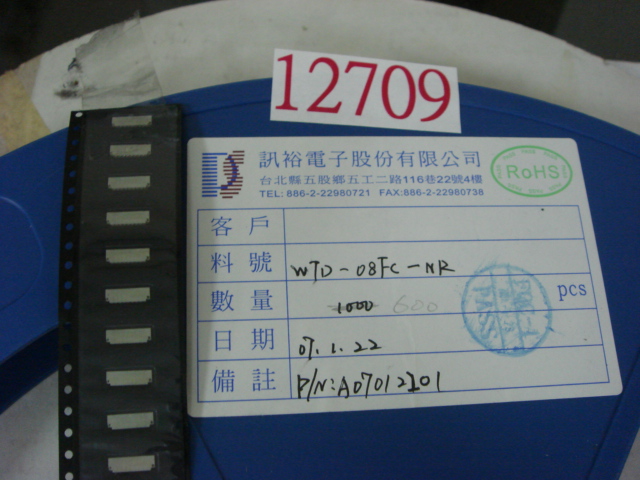 12709
訊裕電子股份有限公司
台北縣五股鄉五工二路116巷22號4樓
TEL: 886-2-22980721 FAX:886-2-22980738
RoHS
客戶
料號 WTD-08FC-NR
數量 1000 600 pcs
日期 07.1.22
備註 P/N:A07012101